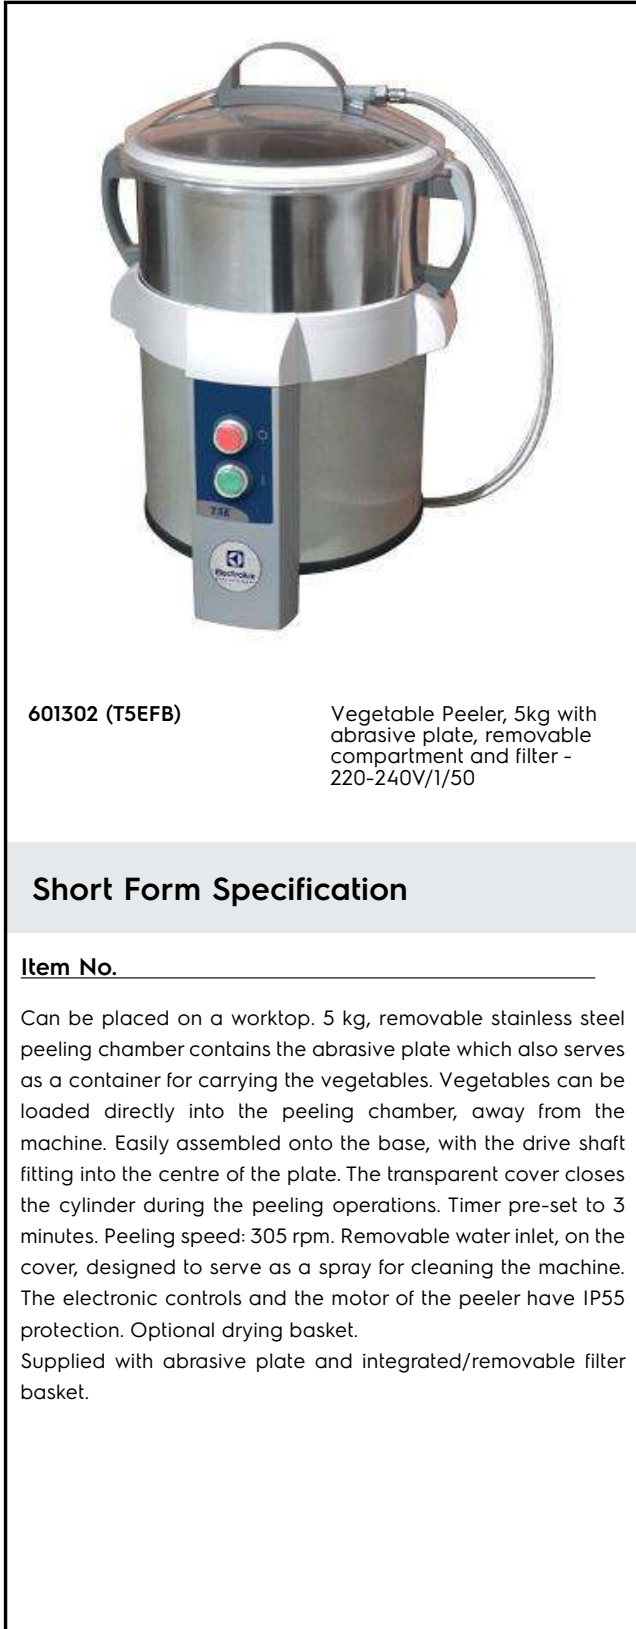 T5E
Electrolux
601302 (T5EFB)
Vegetable Peeler, 5kg with
abrasive plate, removable
compartment and filter -
220-240V/1/50
Short Form Specification
Item No.
Can be placed on a worktop. 5 kg, removable stainless steel
peeling chamber contains the abrasive plate which also serves
as a container for carrying the vegetables. Vegetables can be
loaded directly into the peeling chamber, away from the
machine. Easily assembled onto the base, with the drive shaft
fitting into the centre of the plate. The transparent cover closes
the cylinder during the peeling operations. Timer pre-set to 3
minutes. Peeling speed: 305 rpm. Removable water inlet, on the
cover, designed to serve as a spray for cleaning the machine.
The electronic controls and the motor of the peeler have IP55
protection. Optional drying basket.
Supplied with abrasive plate and integrated/removable filter
basket.